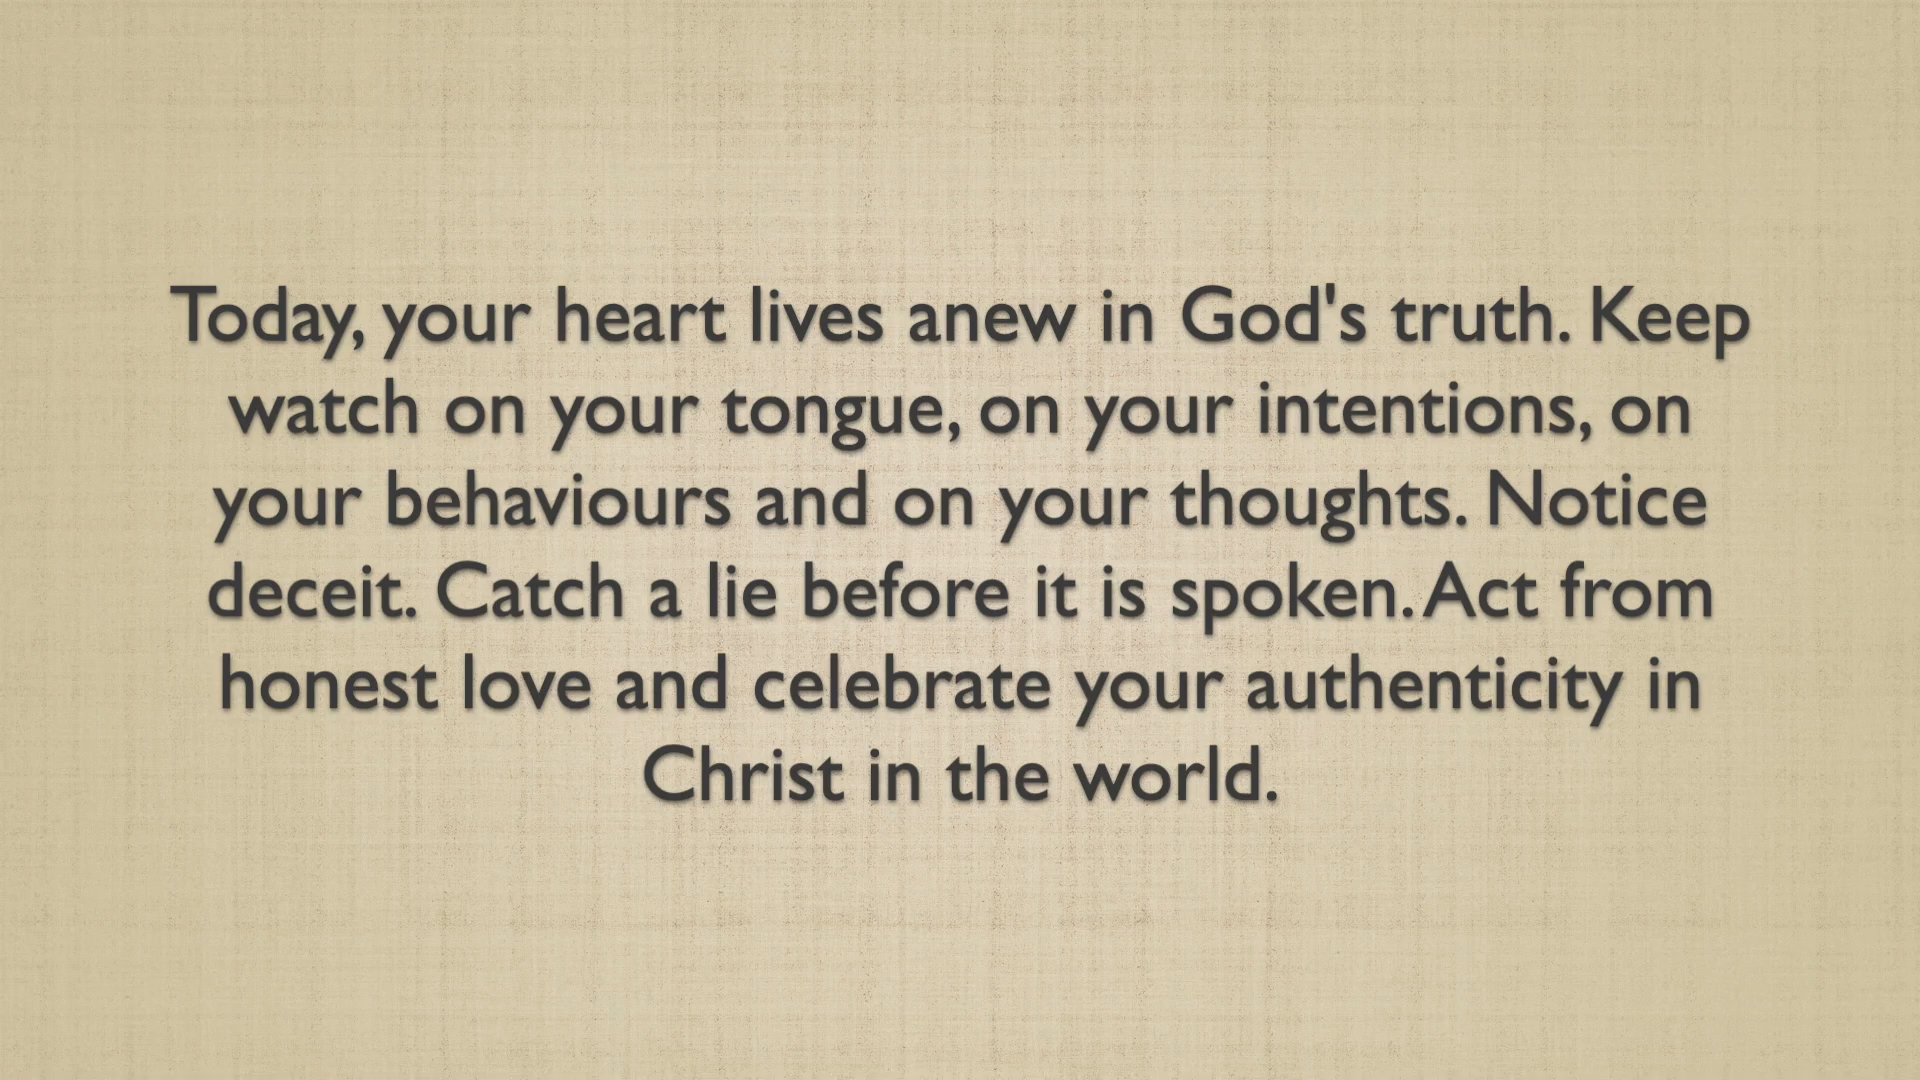 Today, your heart lives anew in God's truth. Keep
watch on your tongue, on your intentions, on
your behaviours and on your thoughts. Notice
deceit. Catch a lie before it is spoken. Act from
honest love and celebrate your authenticity in
Christ in the world.